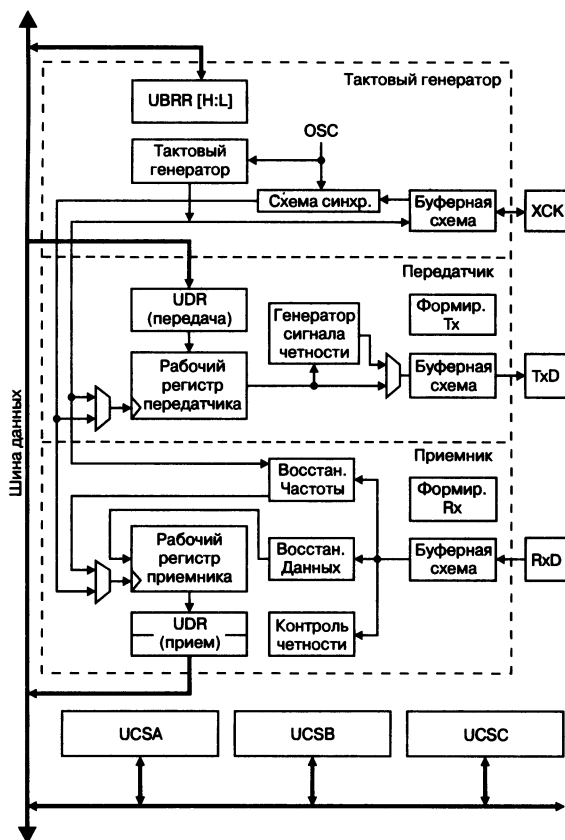 Тактовый генератор
UBRR [H:L]
OSC
Тактовый
генератор
Схема синхр.
Буферная
схема
XCK
Передатчик
UDR
(передача)
Генератор
сигнала
четности
Формир.
Tx
Рабочий
регистр
передатчика
Буферная
схема
TxD
Шина данных
Приемник
Восстан.
Частоты
Формир.
Rx
Рабочий
регистр
приемника
Восстан.
Данных
Буферная
схема
RxD
UDR
(прием)
Контроль
четности
UCSA
UCSB
UCSC